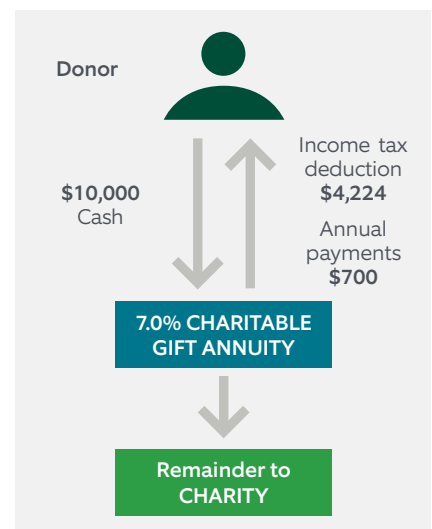 Donor
$10,000
Cash
Income tax
deduction
$4,224
Annual
payments
$700
7.0% CHARITABLE
GIFT ANNUITY
Remainder to
CHARITY